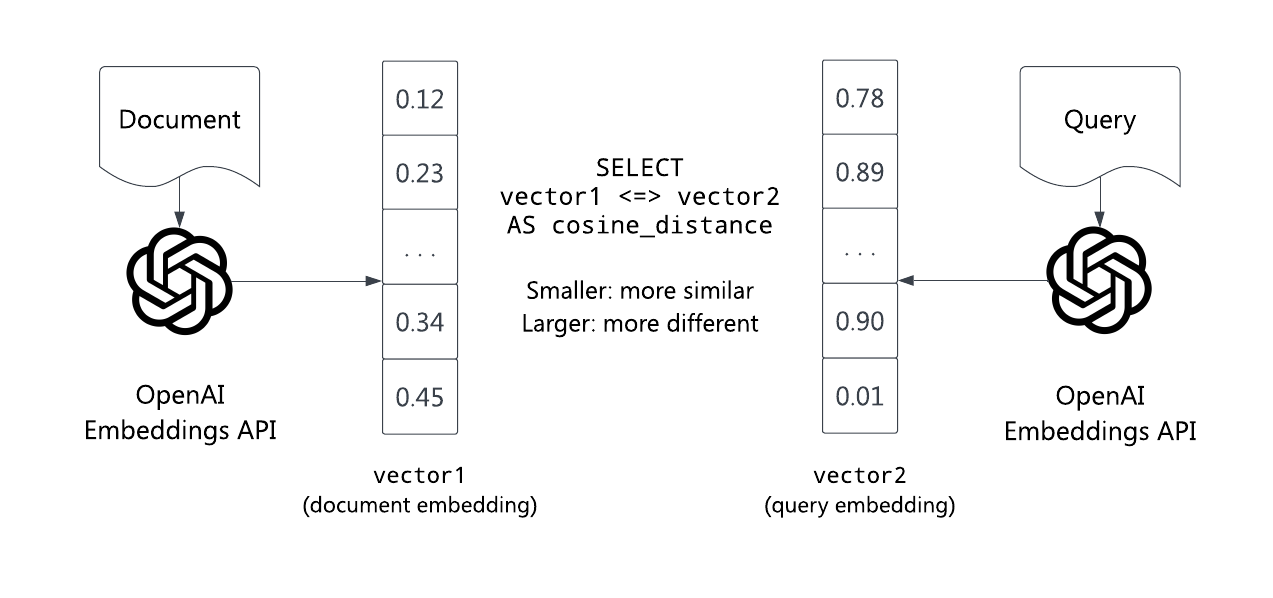 Document
OpenAI
Embeddings API
0.12
0.23
...
0.34
0.45
vector1
(document embedding)
SELECT
vector1 <=> vector2
AS cosine_distance
Smaller: more similar
Larger: more different
0.78
0.89
...
0.90
0.01
vector2
(query embedding)
Query
OpenAI
Embeddings API